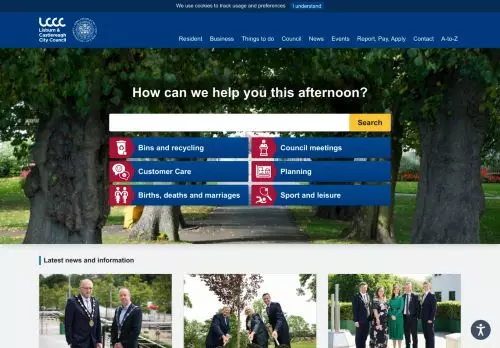 We use cookies to track usage and preferences I understand
LCCC
Lisburn &
Castlereagh
City Council
Resident Business Things to do Council News Events Report, Pay, Apply Contact A-to-Z
How can we help you this afternoon?
Search
Bins and recycling
Council meetings
Customer Care
Planning
Births, deaths and marriages
Sport and leisure
Latest news and information